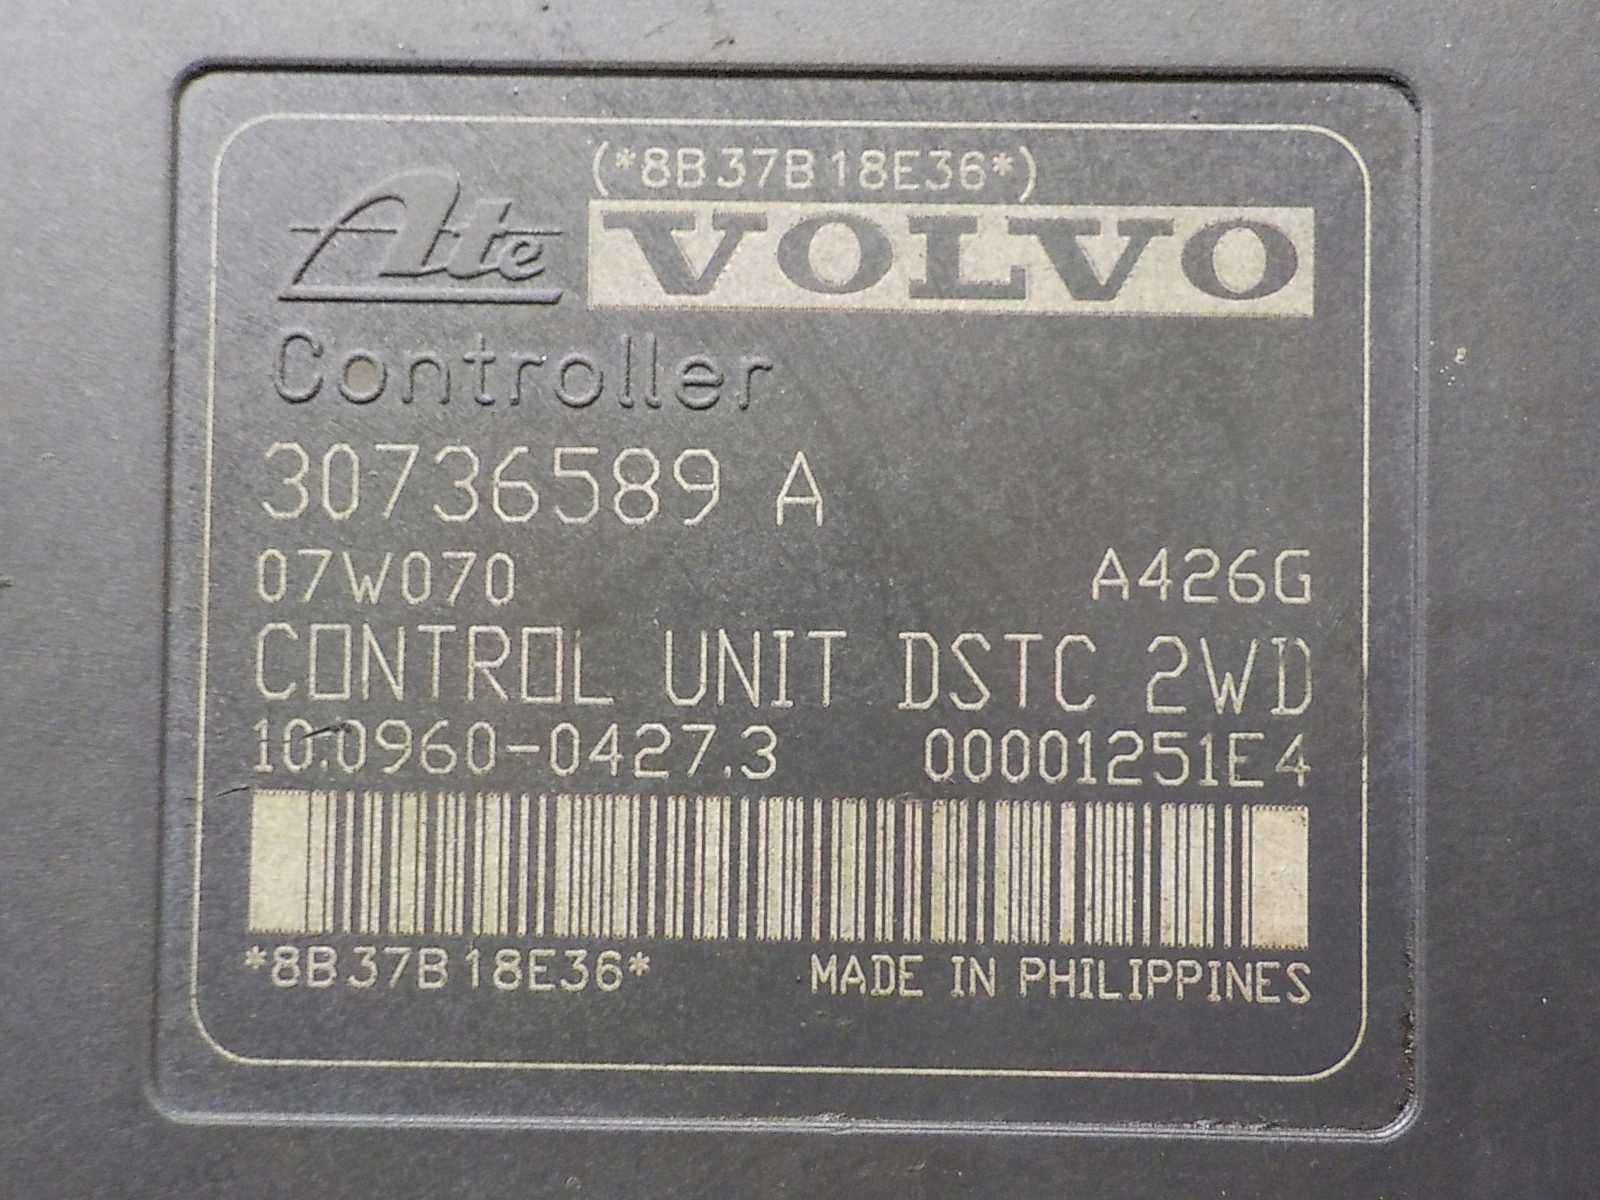 (*8B37B18E36*)
Ate VOLVO
Controller
30736589 A
07W070 A426G
CONTROL UNIT DSTC 2WD
10.0960-0427.3 00001251E4
*8B37B18E36* MADE IN PHILIPPINES